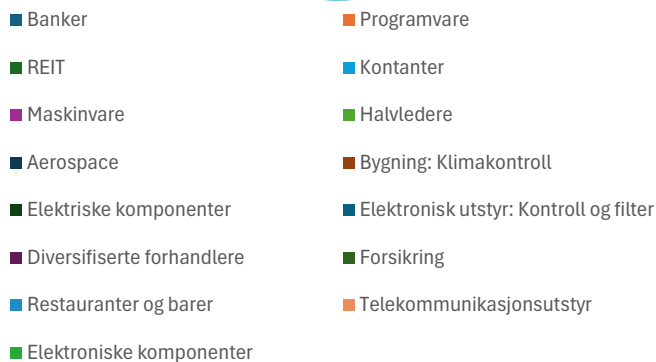 Banker
Programvare
REIT
Kontanter
Maskinvare
Halvledere
Aerospace
Bygning: Klimakontroll
Elektriske komponenter
Elektronisk utstyr: Kontroll og filter
Diversifiserte forhandlere
Forsikring
Restauranter og barer
Telekommunikasjonsutstyr
Elektroniske komponenter